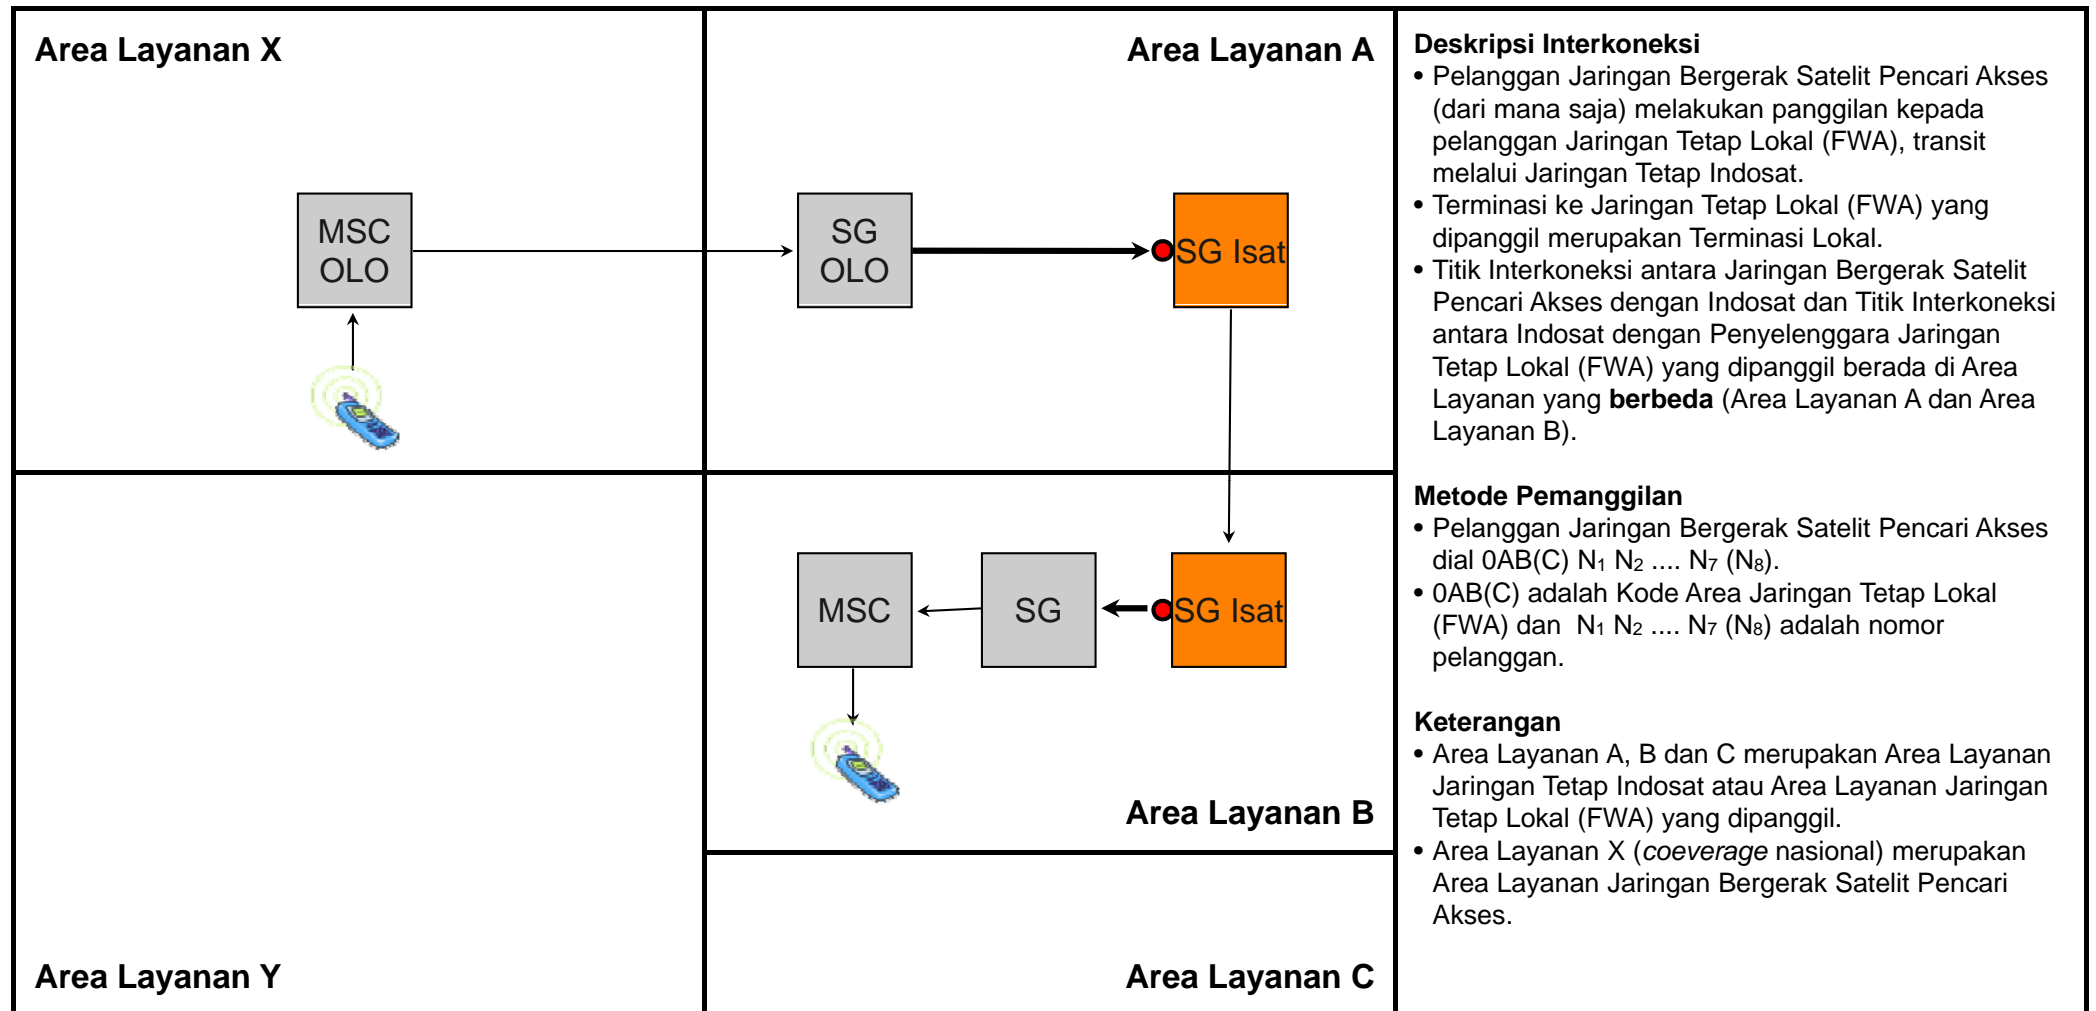 Area Layanan X
Area Layanan A
MSC
OLO
SG
OLO
SG Isat
MSC
SG
SG Isat
Area Layanan B
Area Layanan Y
Area Layanan C
Deskripsi Interkoneksi
• Pelanggan Jaringan Bergerak Satelit Pencari Akses
(dari mana saja) melakukan panggilan kepada
pelanggan Jaringan Tetap Lokal (FWA), transit
melalui Jaringan Tetap Indosat.
• Terminasi ke Jaringan Tetap Lokal (FWA) yang
dipanggil merupakan Terminasi Lokal.
• Titik Interkoneksi antara Jaringan Bergerak Satelit
Pencari Akses dengan Indosat dan Titik Interkoneksi
antara Indosat dengan Penyelenggara Jaringan
Tetap Lokal (FWA) yang dipanggil berada di Area
Layanan yang berbeda (Area Layanan A dan Area
Layanan B).
Metode Pemanggilan
• Pelanggan Jaringan Bergerak Satelit Pencari Akses
dial 0AB(C) N₁ N₂ .... N₇ (N₈).
• 0AB(C) adalah Kode Area Jaringan Tetap Lokal
(FWA) dan N₁ N₂ .... N₇ (N₈) adalah nomor
pelanggan.
Keterangan
• Area Layanan A, B dan C merupakan Area Layanan
Jaringan Tetap Indosat atau Area Layanan Jaringan
Tetap Lokal (FWA) yang dipanggil.
• Area Layanan X (coeverage nasional) merupakan
Area Layanan Jaringan Bergerak Satelit Pencari
Akses.